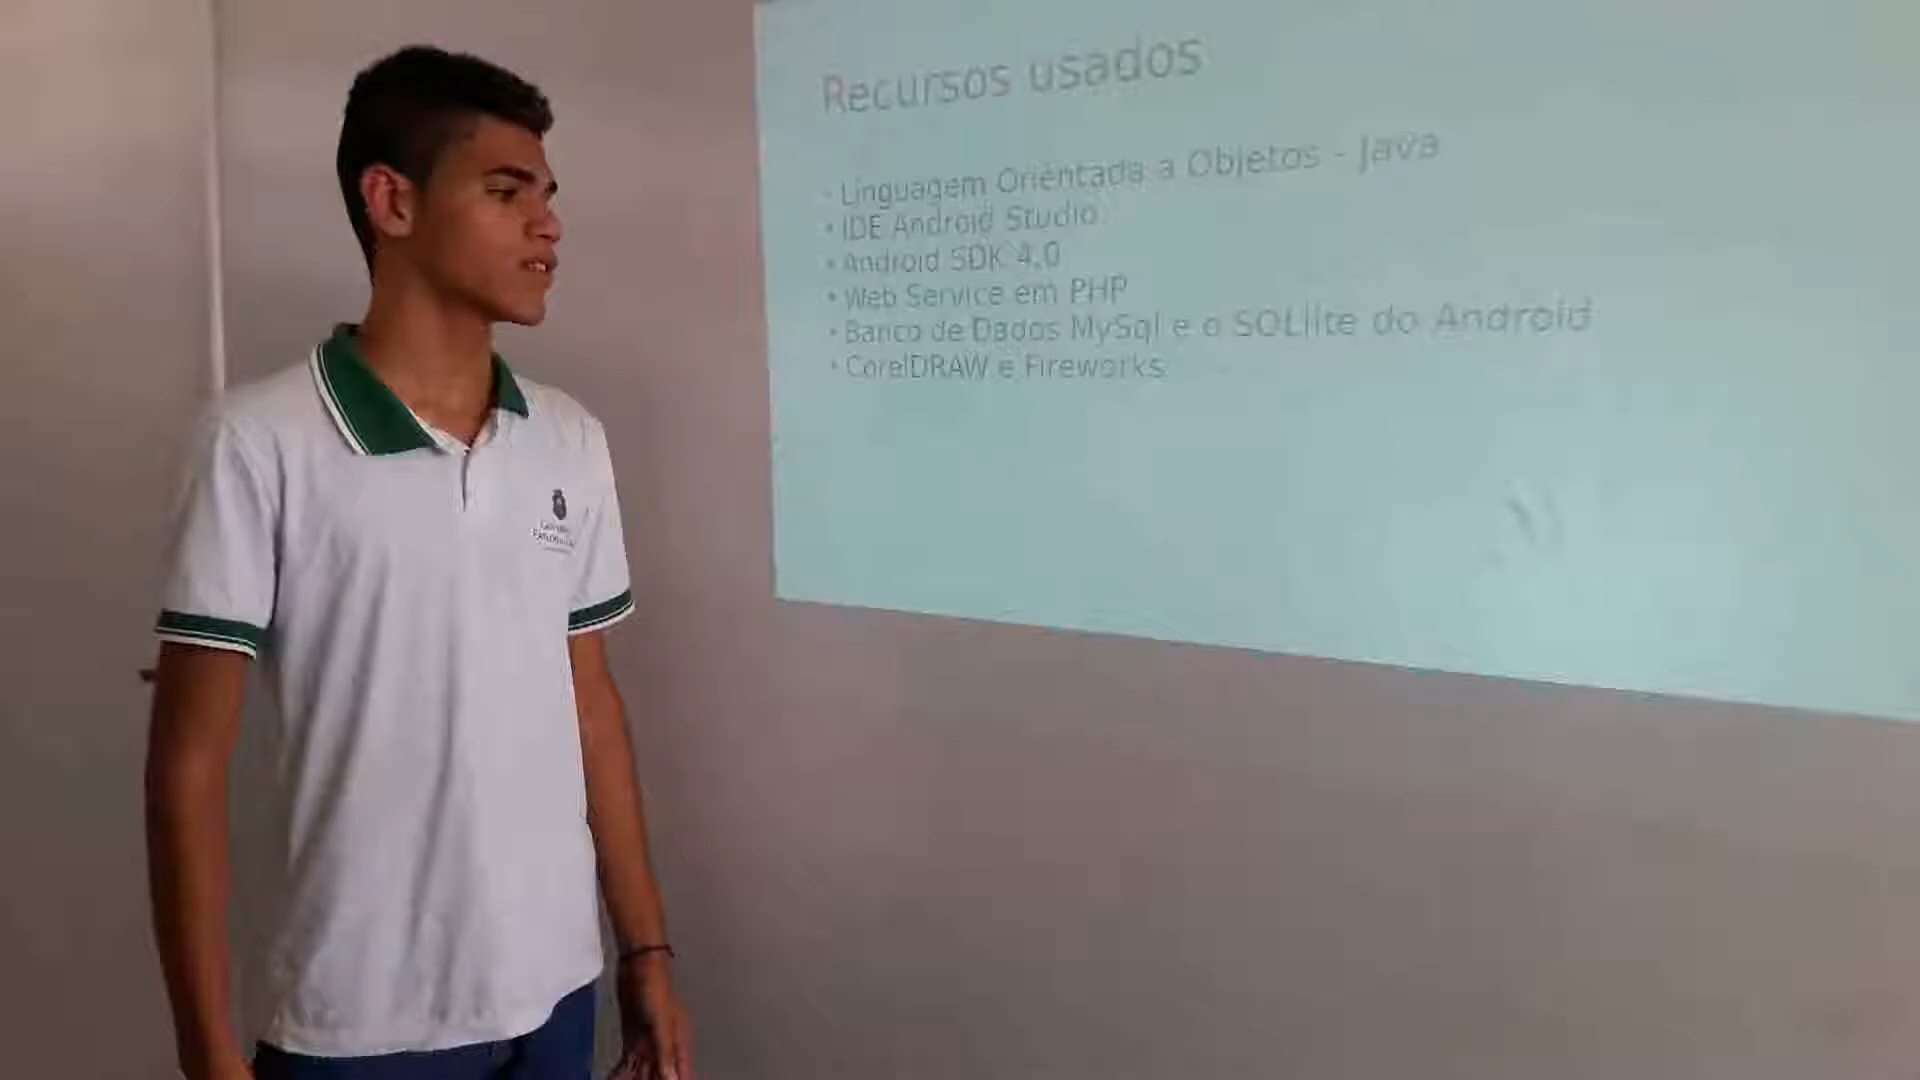 Recursos usados
- Linguagem Orientada a Objetos - Java
• IDE Android Studio
• Android SDK 4.0
• Web Service em PHP
• Banco de Dados MySql e o SQLlite do Android
• CorelDRAW e Fireworks